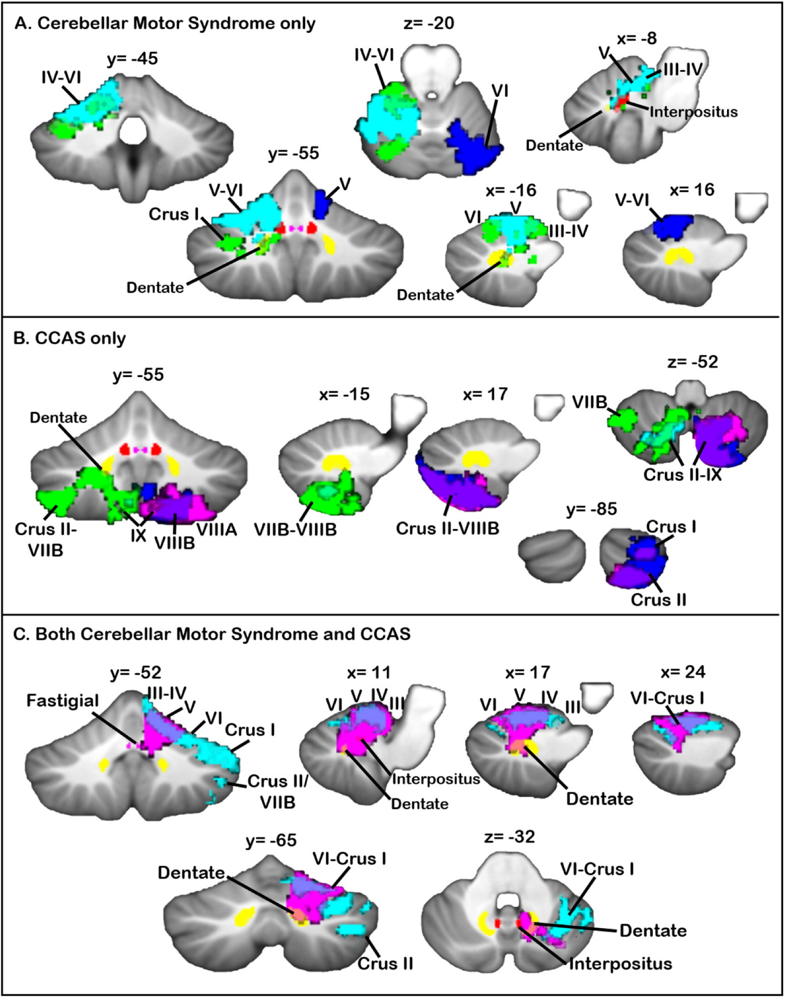 A. Cerebellar Motor Syndrome only
z= -20
x= -8
y= -45
IV-VI
IV-VI
VI
V
III-IV
Interpositus
Dentate
y= -55
V-VI
V
Crus I
Dentate
x= -16
VI
V
III-IV
Dentate
x= 16
V-VI
B. CCAS only
y= -55
Dentate
Crus II-
VIIB
IX
VIIIB
VIIIA
x= -15
VIIB-VIIIB
x= 17
Crus II-VIIIB
z= -52
VIIB
Crus II-IX
y= -85
Crus I
Crus II
C. Both Cerebellar Motor Syndrome and CCAS
y= -52
Fastigial
III-IV
V
VI
Crus I
Crus II/
VIIB
x= 11
VI
V
IV
III
Interpositus
Dentate
x= 17
VI
V
IV
III
Dentate
x= 24
VI-Crus I
y= -65
Dentate
VI-Crus I
Crus II
z= -32
VI-Crus I
Dentate
Interpositus